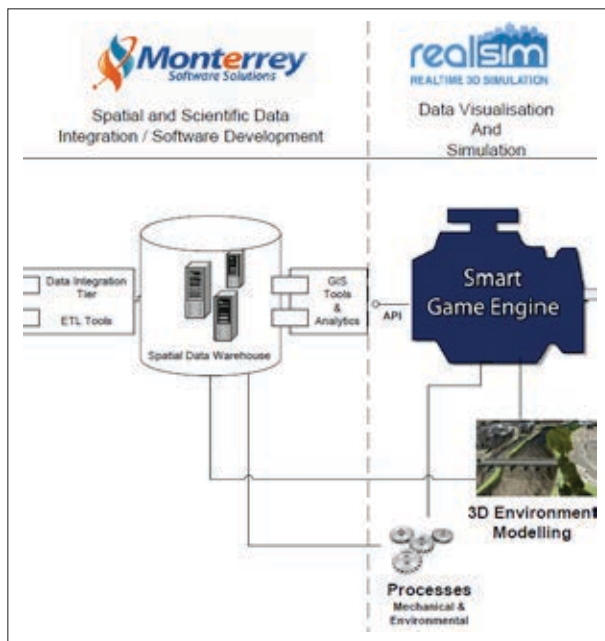 Monterrey
Software Solutions
Spatial and Scientific Data
Integration / Software Development
realsim
REALTIME 3D SIMULATION
Data Visualisation
And
Simulation
Data Integration
Tier
ETL Tools
Spatial Data Warehouse
GIS
Tools
&
Analytics
API
Smart
Game Engine
3D Environment
Modelling
Processes
Mechanical &
Environmental